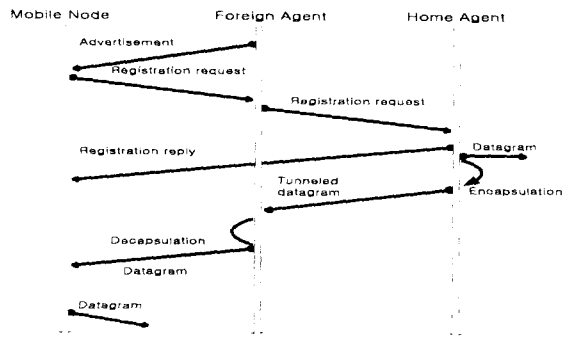 Mobile Node
Foreign Agent
Home Agent
Advertisement
Registration request
Registration request
Datagram
Registration reply
Tunneled
datagram
Encapsulation
Decapsulation
Datagram
Datagram